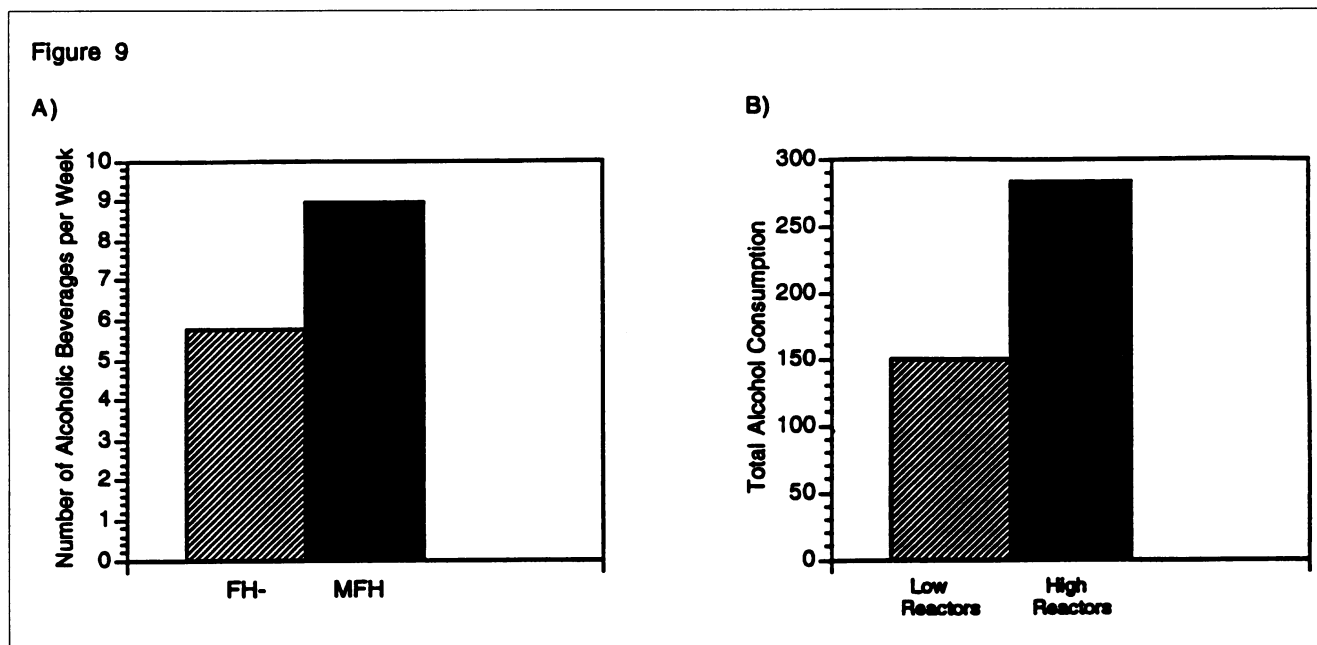 Figure 9
A)
Number of Alcoholic Beverages per Week
10
9
8
7
6
5
4
3
2
1
0
FH-
MFH
B)
Total Alcohol Consumption
300
250
200
150
100
50
0
Low
Reactors
High
Reactors